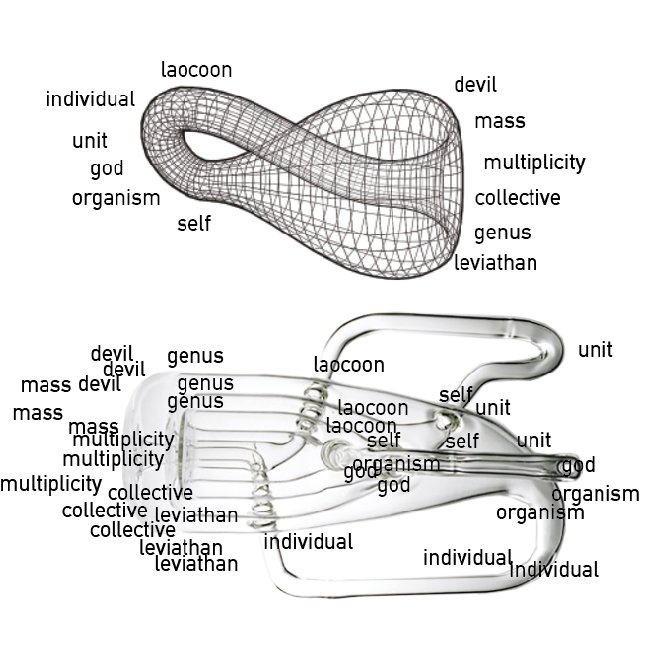 laocoon
devil
individual
mass
unit
multiplicity
god
organism
collective
self
genus
leviathan
unit
devil
genus
laocoon
devil
mass devil
genus
self
mass
genus
laocoon
unit
mass
laocoon
multiplicity
self
self
unit
multiplicity
organism
god
god
multiplicity
god
collective
organism
collective
leviathan
organism
collective
individual
leviathan
individual
leviathan
individual